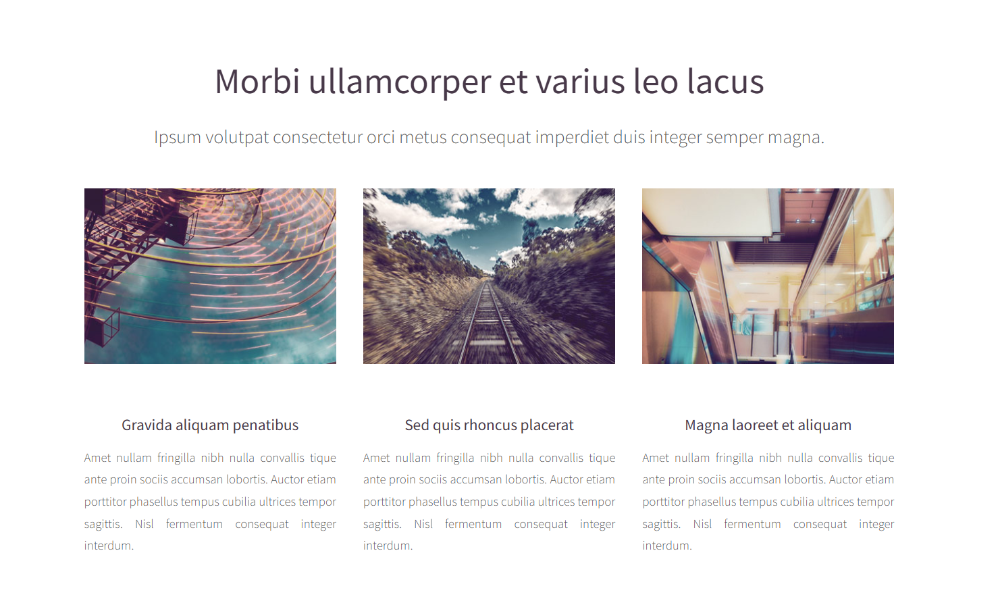 Morbi ullamcorper et varius leo lacus
Ipsum volutpat consectetur orci metus consequat imperdiet duis integer semper magna.
Gravida aliquam penatibus
Amet nullam fringilla nibh nulla convallis tique
ante proin sociis accumsan lobortis. Auctor etiam
porttitor phasellus tempus cubilia ultrices tempor
sagittis. Nisl fermentum consequat integer
interdum.
Sed quis rhoncus placerat
Amet nullam fringilla nibh nulla convallis tique
ante proin sociis accumsan lobortis. Auctor etiam
porttitor phasellus tempus cubilia ultrices tempor
sagittis. Nisl fermentum consequat integer
interdum.
Magna laoreet et aliquam
Amet nullam fringilla nibh nulla convallis tique
ante proin sociis accumsan lobortis. Auctor etiam
porttitor phasellus tempus cubilia ultrices tempor
sagittis. Nisl fermentum consequat integer
interdum.